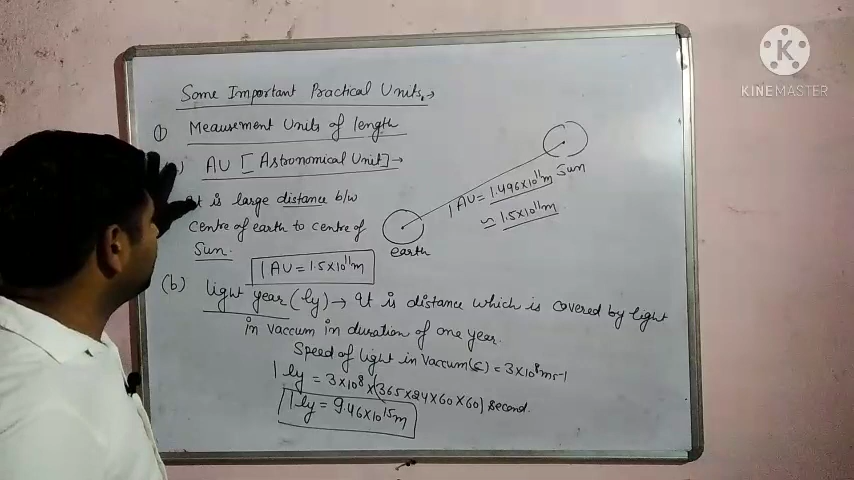 Some Important Practical Units.→
① Meausement Units of length
AU [Astronomical Unit]→
It is large distance b/w
centre of earth to centre of
Sun.
1 AU = 1.5×10¹¹m
Sun
1 AU = 1.496×10¹¹m
≃ 1.5×10¹¹m
earth
(b) light year (ly) → It is distance which is covered by light
in vaccum in duration of one year.
Speed of light in vaccum(c) = 3×10⁸ms-1
1 ly = 3×10⁸×(365×24×60×60) second.
1 ly = 9.46×10¹⁵m
K
KINEMASTER